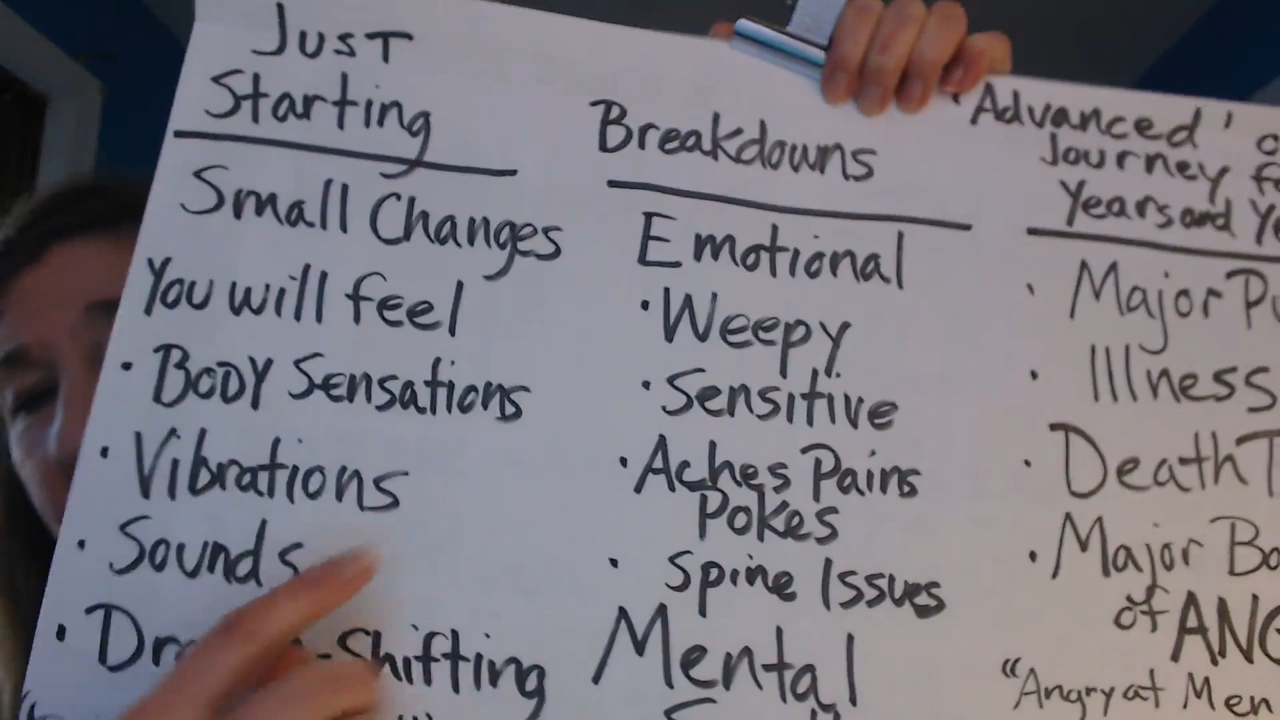 JUST
Starting
Small Changes
You will feel
• BODY Sensations
• Vibrations
• Sounds
• -Shifting
Breakdowns
Emotional
• Weepy
• Sensitive
• Aches Pains
Pokes
• Spine Issues
Mental
'Advanced'
Journey
Years and
• Major
• Illness
• Death
• Major
of
"Angry at Men